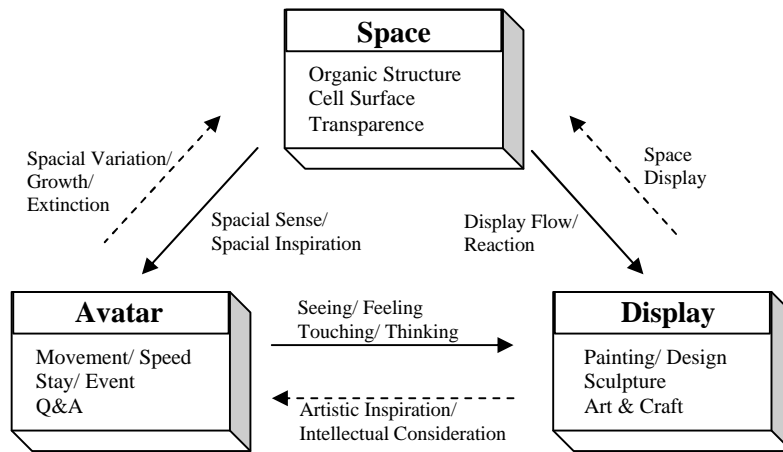 Space
Organic Structure
Cell Surface
Transparence
Spacial Variation/
Growth/
Extinction
Space
Display
Spacial Sense/
Spacial Inspiration
Display Flow/
Reaction
Avatar
Movement/ Speed
Stay/ Event
Q&A
Seeing/ Feeling
Touching/ Thinking
Artistic Inspiration/
Intellectual Consideration
Display
Painting/ Design
Sculpture
Art & Craft